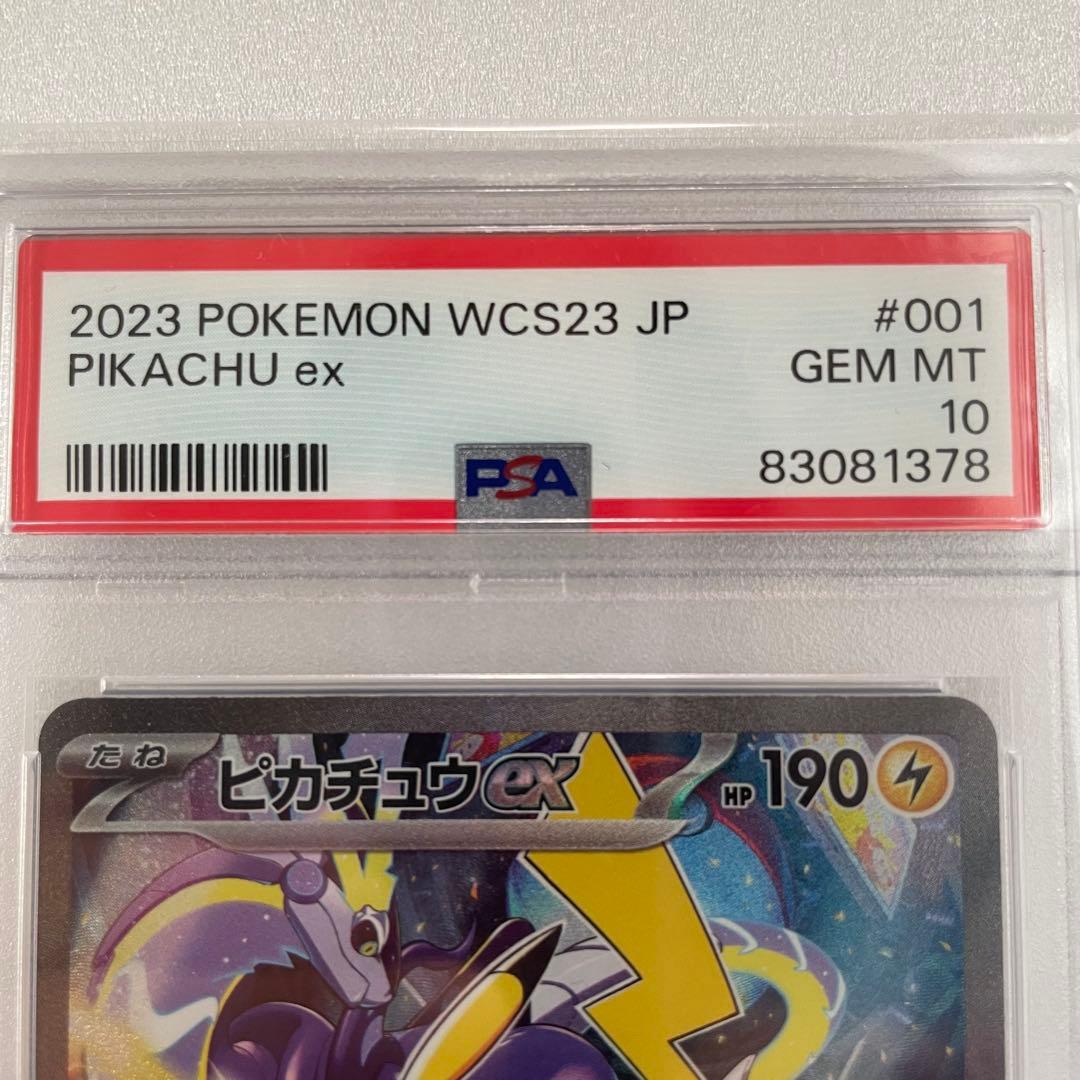 2023 POKEMON WCS23 JP #001
PIKACHU ex GEM MT
10
PSA 83081378
たね ピカチュウex HP 190